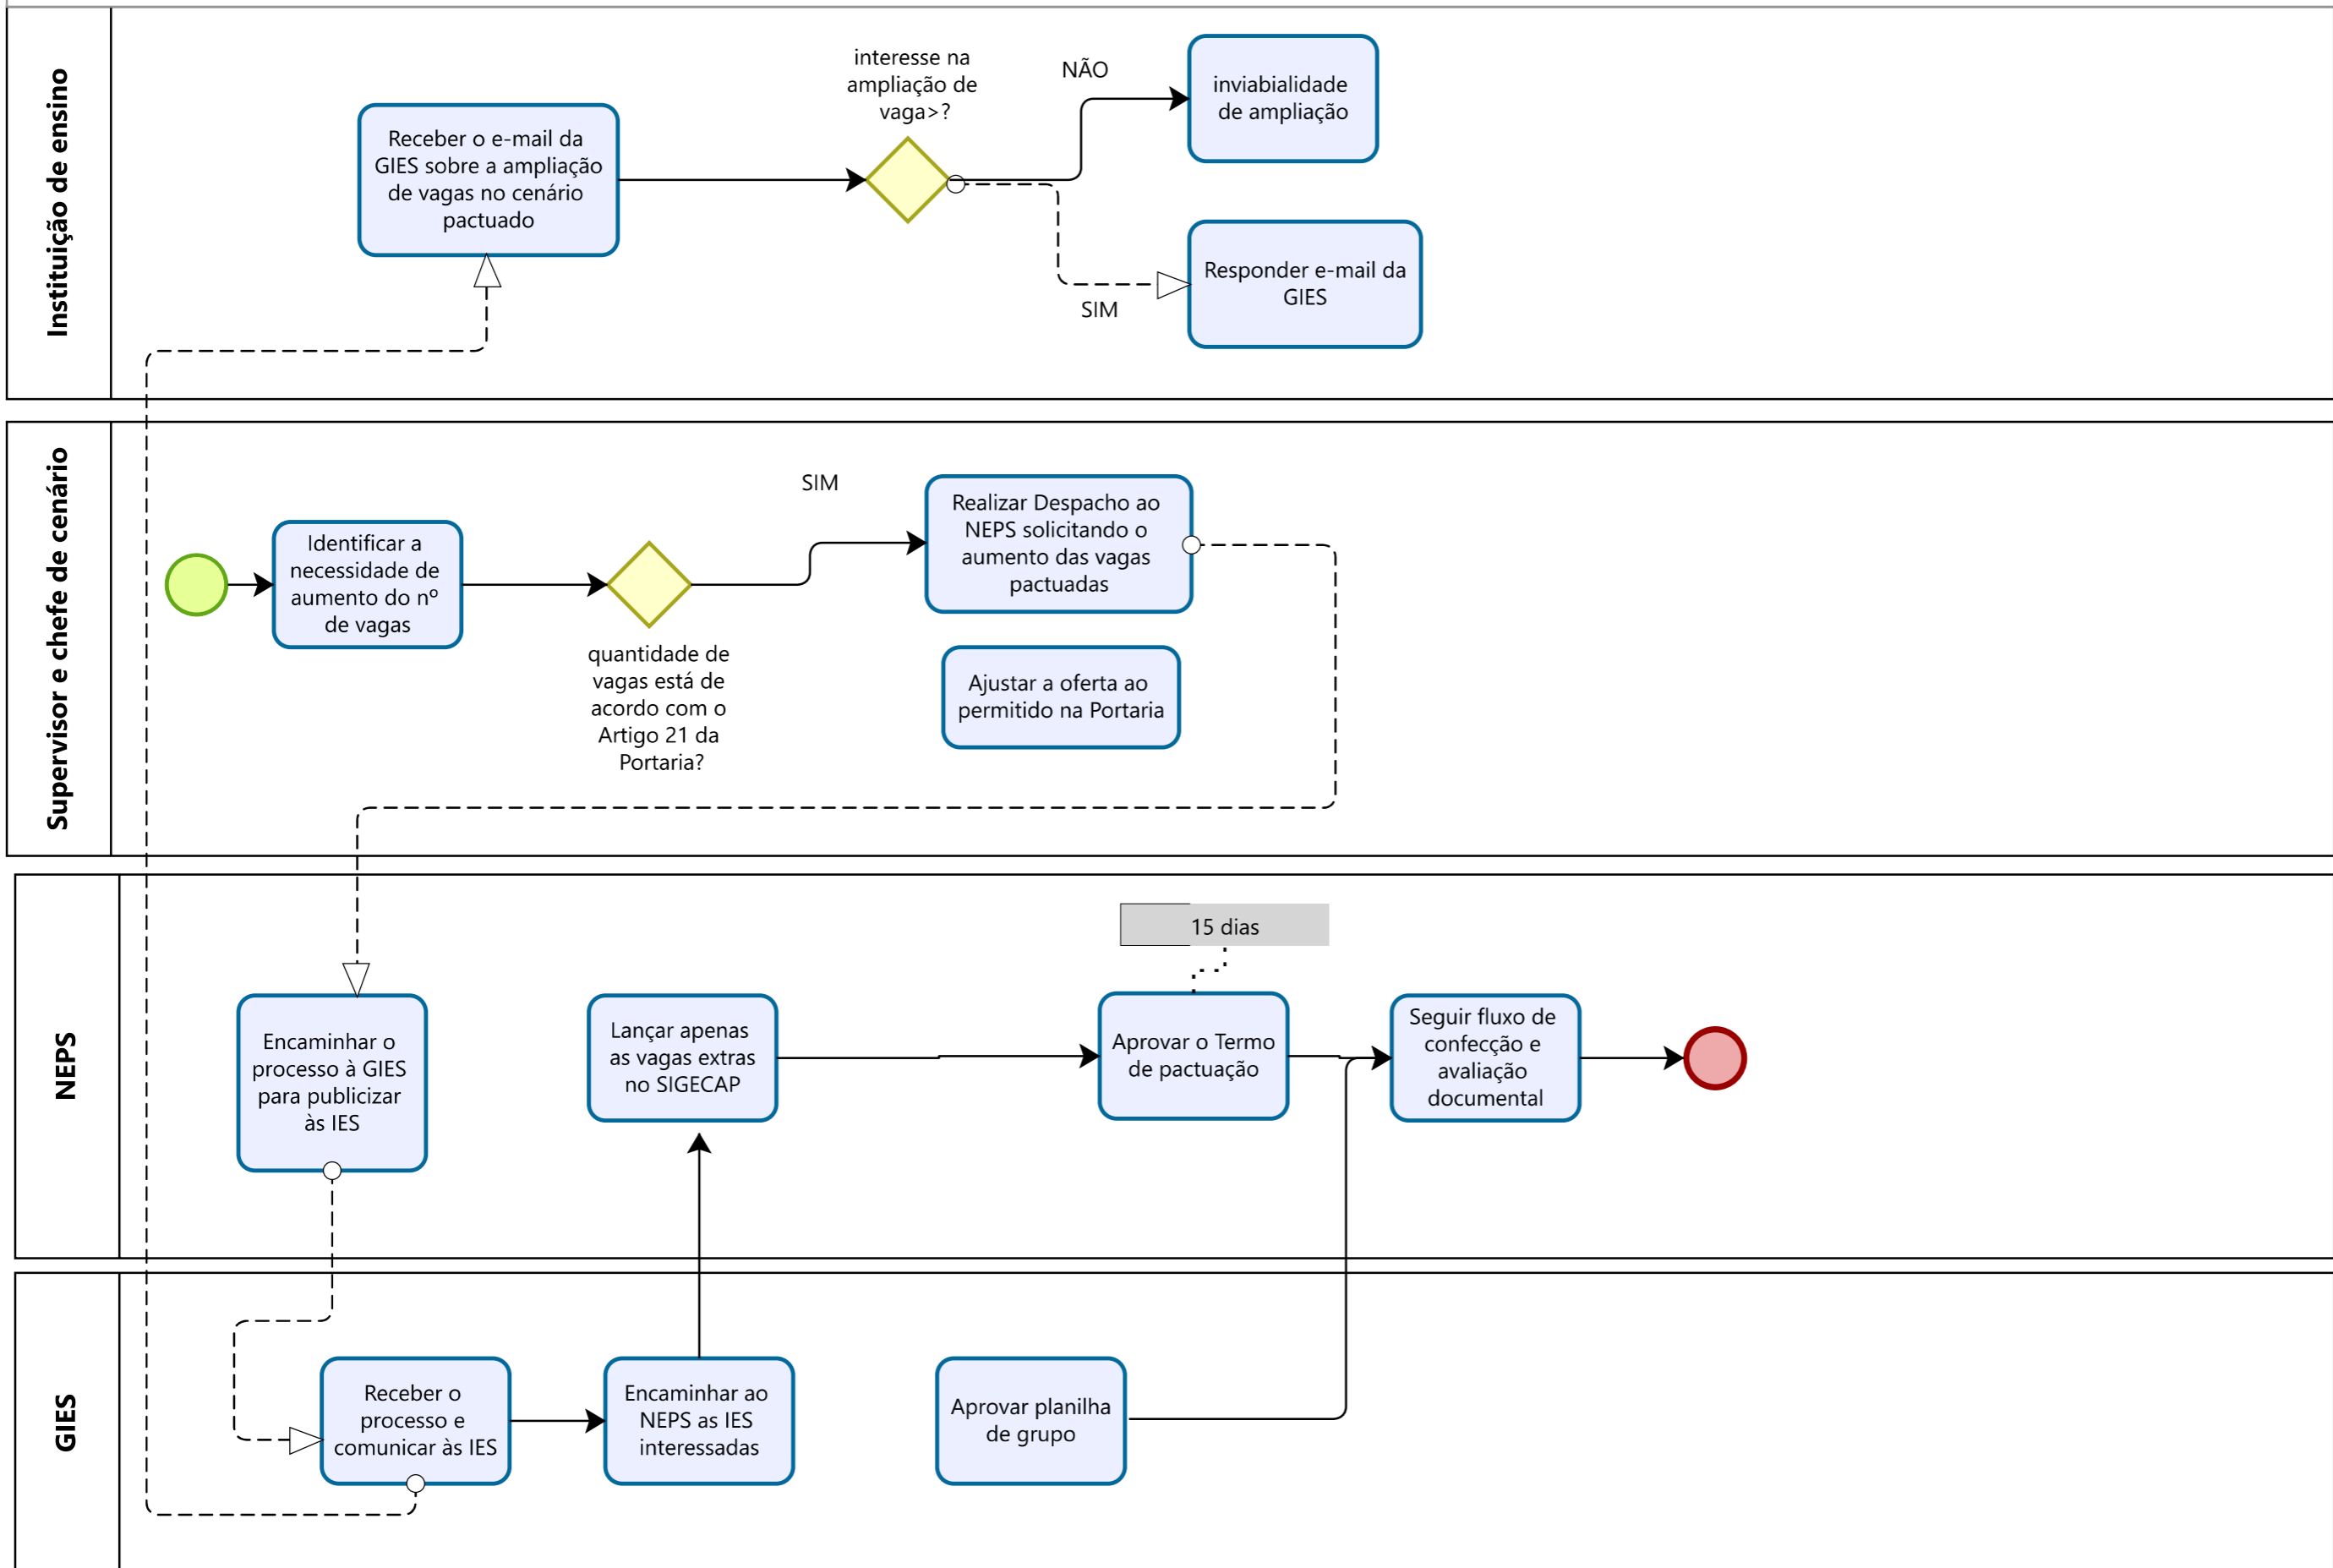 Instituição de ensino
interesse na
ampliação de
vaga>?
NÃO
inviabialidade
de ampliação
Receber o e-mail da
GIES sobre a ampliação
de vagas no cenário
pactuado
Responder e-mail da
GIES
SIM
Supervisor e chefe de cenário
SIM
Realizar Despacho ao
NEPS solicitando o
aumento das vagas
pactuadas
Identificar a
necessidade de
aumento do nº
de vagas
quantidade de
vagas está de
acordo com o
Artigo 21 da
Portaria?
Ajustar a oferta ao
permitido na Portaria
NEPS
15 dias
Encaminhar o
processo à GIES
para publicizar
às IES
Lançar apenas
as vagas extras
no SIGECAP
Aprovar o Termo
de pactuação
Seguir fluxo de
confecção e
avaliação
documental
GIES
Receber o
processo e
comunicar às IES
Encaminhar ao
NEPS as IES
interessadas
Aprovar planilha
de grupo